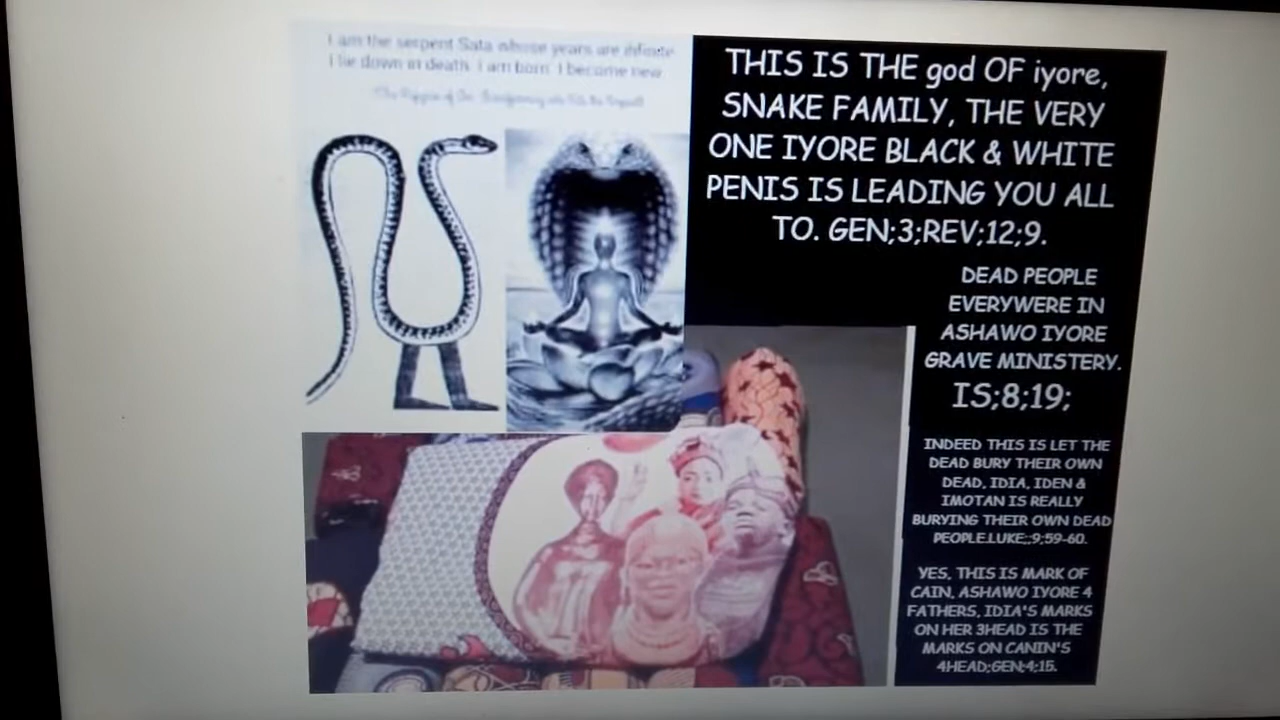 I am the serpent Sata whose years are infinite
I lie down in death. I am born I become new
THIS IS THE god OF iyore,
SNAKE FAMILY, THE VERY
ONE IYORE BLACK & WHITE
PENIS IS LEADING YOU ALL
TO. GEN;3;REV;12;9.
DEAD PEOPLE
EVERYWERE IN
ASHAWO IYORE
GRAVE MINISTERY.
IS;8;19;
INDEED THIS IS LET THE
DEAD BURY THEIR OWN
DEAD, IDIA, IDEN &
IMOTAN IS REALLY
BURYING THEIR OWN DEAD
PEOPLE.LUKE;;9;59-60.
YES, THIS IS MARK OF
CAIN, ASHAWO IYORE 4
FATHERS, IDIA'S MARKS
ON HER 3HEAD IS THE
MARKS ON CANIN'S
4HEAD;GEN;4;15.